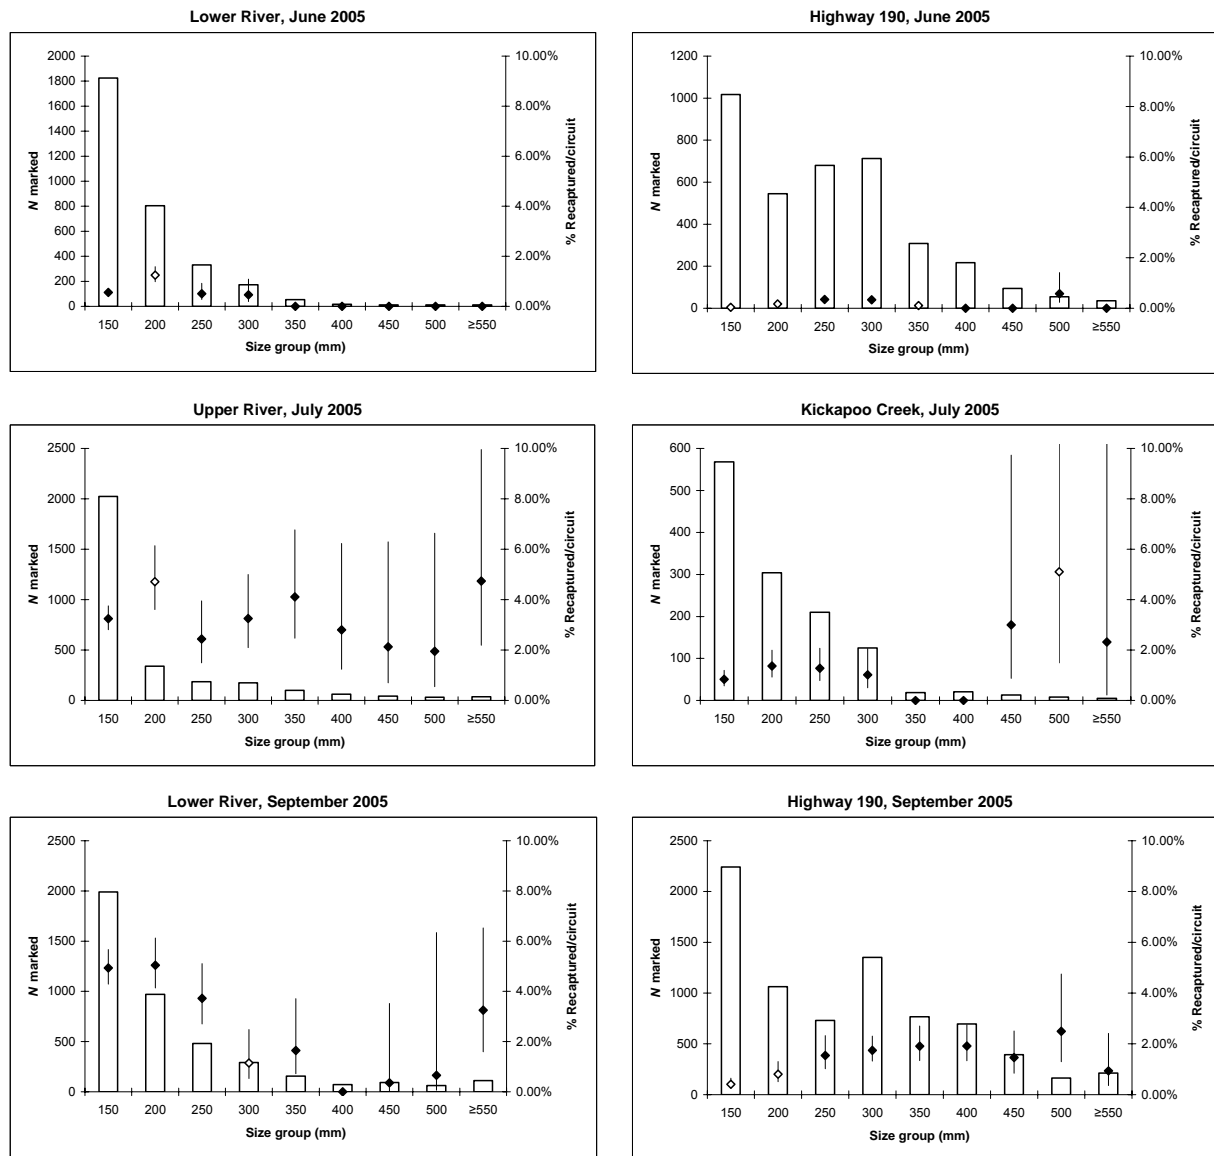 Lower River, June 2005
2000
1800
1600
1400
1200
1000
800
600
400
200
0
N marked
10.00%
8.00%
6.00%
4.00%
2.00%
0.00%
% Recaptured/circuit
150 200 250 300 350 400 450 500 ≥550
Size group (mm)
Highway 190, June 2005
1200
1000
800
600
400
200
0
N marked
10.00%
8.00%
6.00%
4.00%
2.00%
0.00%
% Recaptured/circuit
150 200 250 300 350 400 450 500 ≥550
Size group (mm)
Upper River, July 2005
2500
2000
1500
1000
500
0
N marked
10.00%
8.00%
6.00%
4.00%
2.00%
0.00%
% Recaptured/circuit
150 200 250 300 350 400 450 500 ≥550
Size group (mm)
Kickapoo Creek, July 2005
600
500
400
300
200
100
0
N marked
10.00%
8.00%
6.00%
4.00%
2.00%
0.00%
% Recaptured/circuit
150 200 250 300 350 400 450 500 ≥550
Size group (mm)
Lower River, September 2005
2500
2000
1500
1000
500
0
N marked
10.00%
8.00%
6.00%
4.00%
2.00%
0.00%
% Recaptured/circuit
150 200 250 300 350 400 450 500 ≥550
Size group (mm)
Highway 190, September 2005
2500
2000
1500
1000
500
0
N marked
10.00%
8.00%
6.00%
4.00%
2.00%
0.00%
% Recaptured/circuit
150 200 250 300 350 400 450 500 ≥550
Size group (mm)